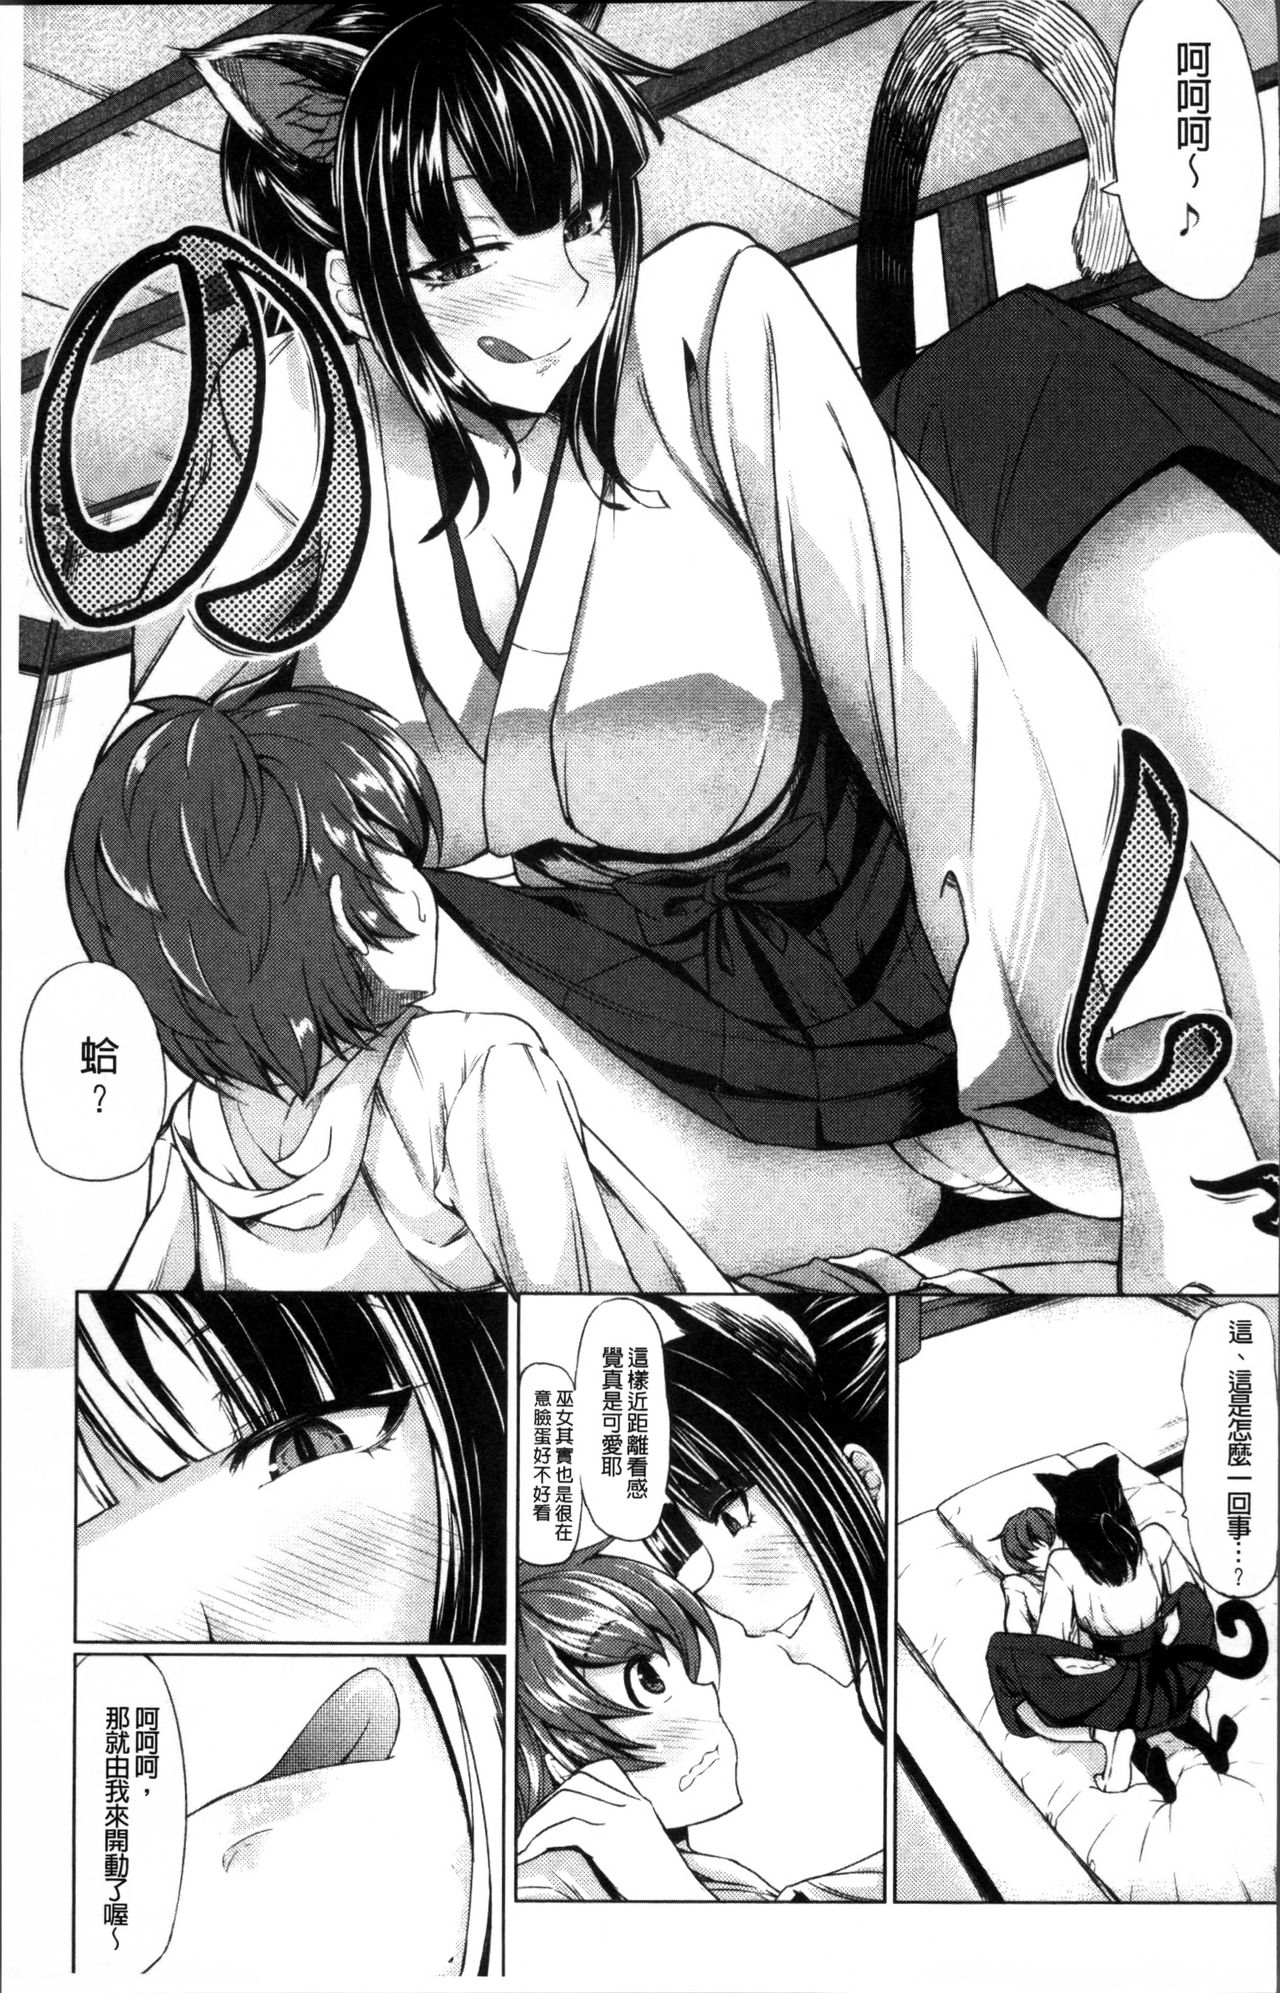 呵呵呵～♪
のし
蛤？
這、這是怎麼一回事…？
這樣近距離看感
覺真是可愛耶
巫女其實也是很在
意臉蛋好不好看
呵呵呵，
那就由我來開動了喔～